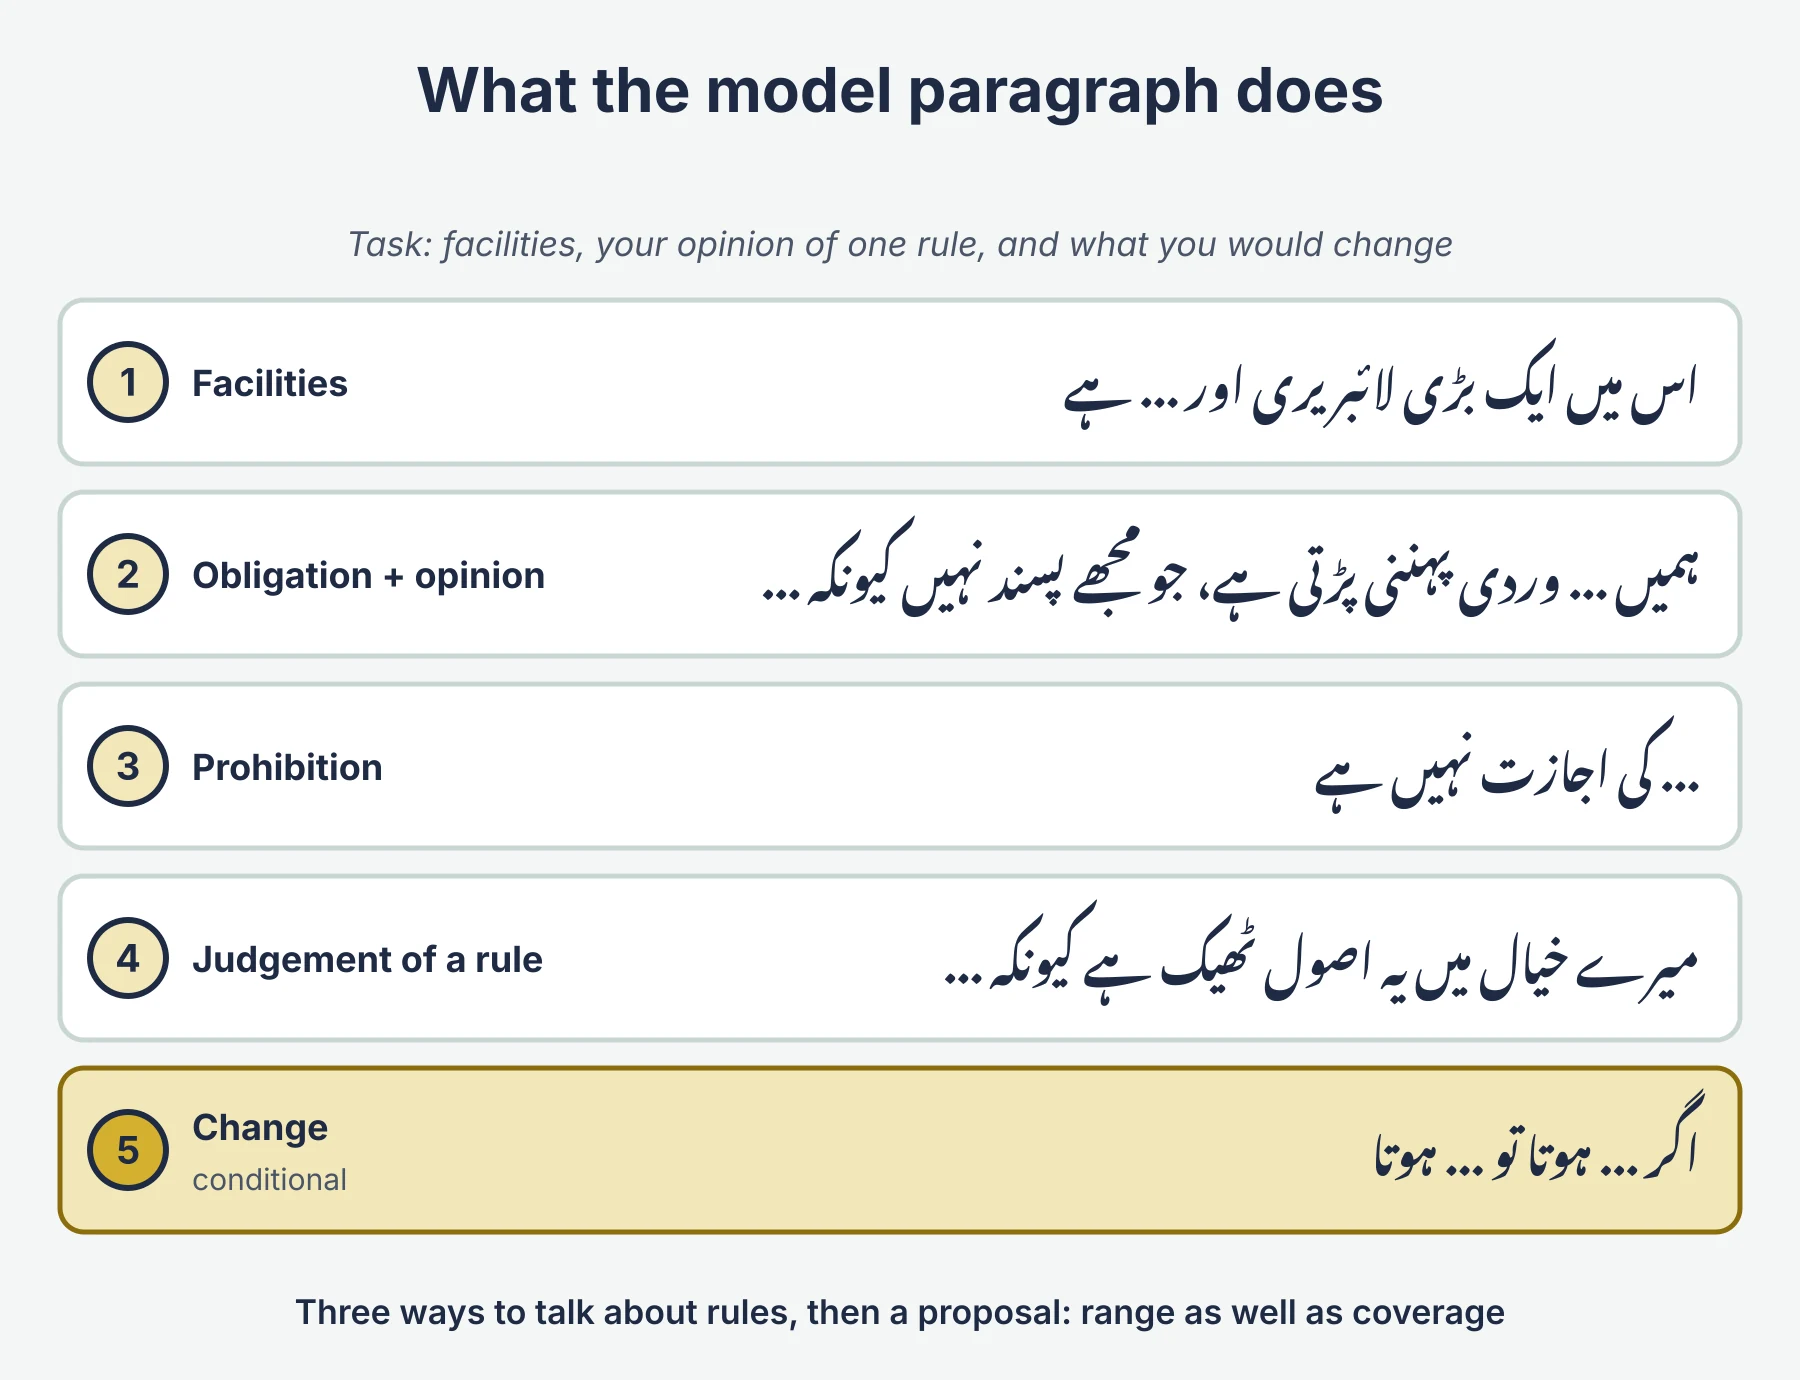 What the model paragraph does
Task: facilities, your opinion of one rule, and what you would change
1 Facilities
اس میں ایک بڑی لائبریری اور ... ہے
2 Obligation + opinion
ہمیں ... وردی پہننی پڑتی ہے، جو مجھے پسند نہیں کیونکہ ...
3 Prohibition
... کی اجازت نہیں ہے
4 Judgement of a rule
میرے خیال میں یہ اصول ٹھیک ہے کیونکہ ...
5 Change
conditional
اگر ... ہوتا تو ... ہوتا
Three ways to talk about rules, then a proposal: range as well as coverage